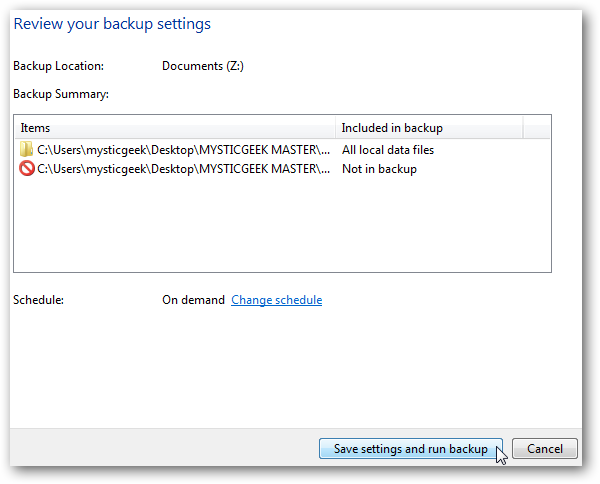 Review your backup settings
Backup Location: Documents (Z:)
Backup Summary:
Items Included in backup
C:\Users\mysticgeek\Desktop\MYSTICGEEK MASTER\... All local data files
C:\Users\mysticgeek\Desktop\MYSTICGEEK MASTER\... Not in backup
Schedule: On demand Change schedule
Save settings and run backup Cancel